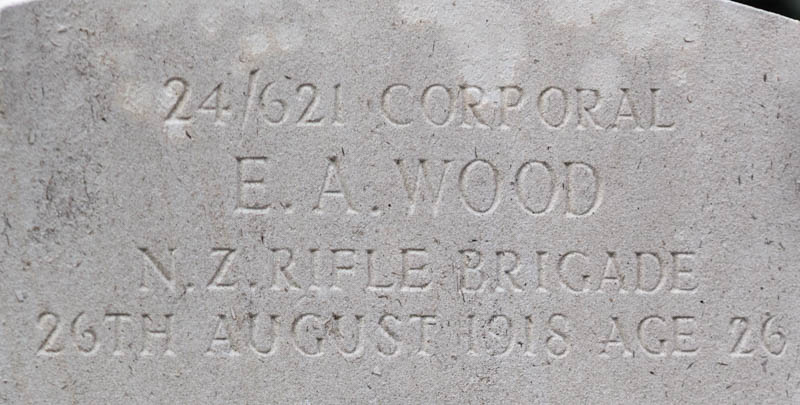 24/621 CORPORAL
E. A. WOOD
N. Z. RIFLE BRIGADE
26TH AUGUST 1918 AGE 26